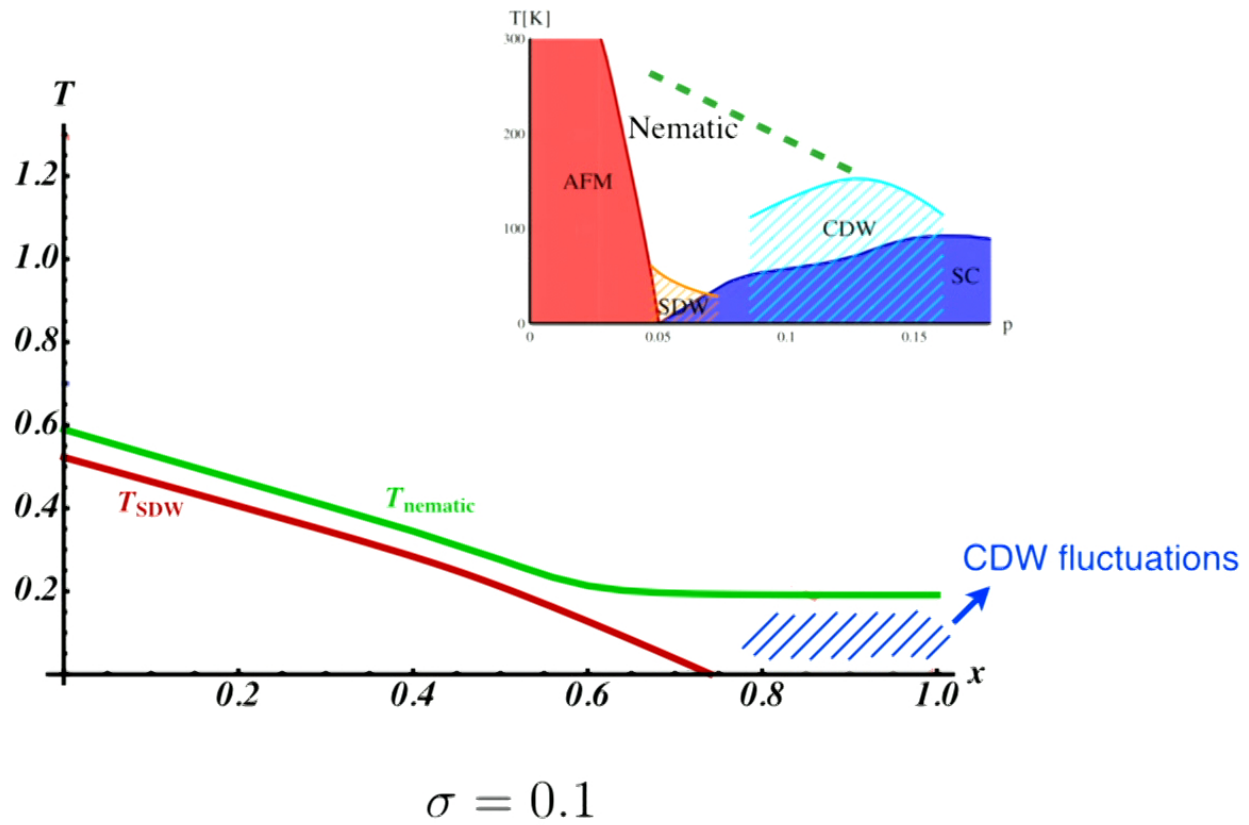 T[K]
300
200
100
0
AFM
Nematic
CDW
SDW
SC
0
0.05
0.1
0.15
p
T
1.2
1.0
0.8
0.6
0.4
0.2
T_SDW
T_nematic
CDW fluctuations
0.2
0.4
0.6
0.8
1.0
x
σ = 0.1